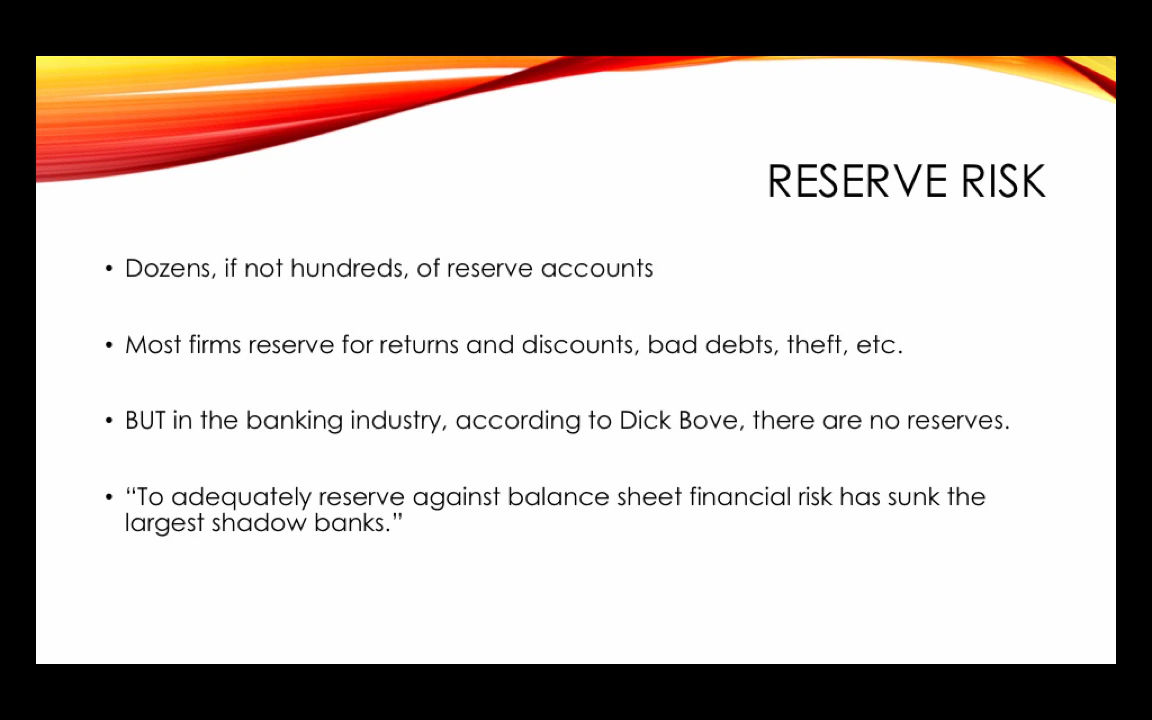 RESERVE RISK
• Dozens, if not hundreds, of reserve accounts
• Most firms reserve for returns and discounts, bad debts, theft, etc.
• BUT in the banking industry, according to Dick Bove, there are no reserves.
• “To adequately reserve against balance sheet financial risk has sunk the
largest shadow banks.”